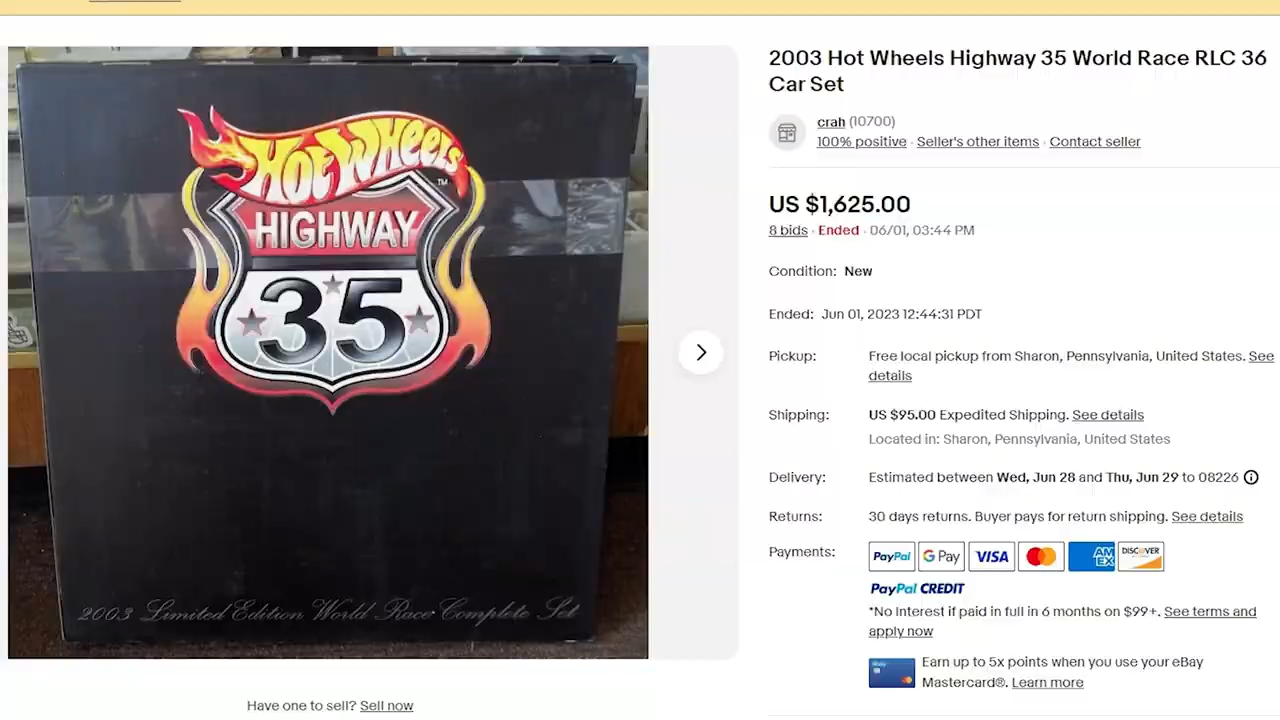 HOT WHEELS
™
HIGHWAY
35
2003 Limited Edition World Race Complete Set
Have one to sell? Sell now
2003 Hot Wheels Highway 35 World Race RLC 36
Car Set
crah (10700)
100% positive · Seller's other items · Contact seller
US $1,625.00
8 bids · Ended · 06/01, 03:44 PM
Condition: New
Ended: Jun 01, 2023 12:44:31 PDT
Pickup: Free local pickup from Sharon, Pennsylvania, United States. See
details
Shipping: US $95.00 Expedited Shipping. See details
Located in: Sharon, Pennsylvania, United States
Delivery: Estimated between Wed, Jun 28 and Thu, Jun 29 to 08226
Returns: 30 days returns. Buyer pays for return shipping. See details
Payments: PayPal G Pay VISA AM EX DISCOVER
PayPal CREDIT
*No Interest if paid in full in 6 months on $99+. See terms and
apply now
Earn up to 5x points when you use your eBay
Mastercard®. Learn more